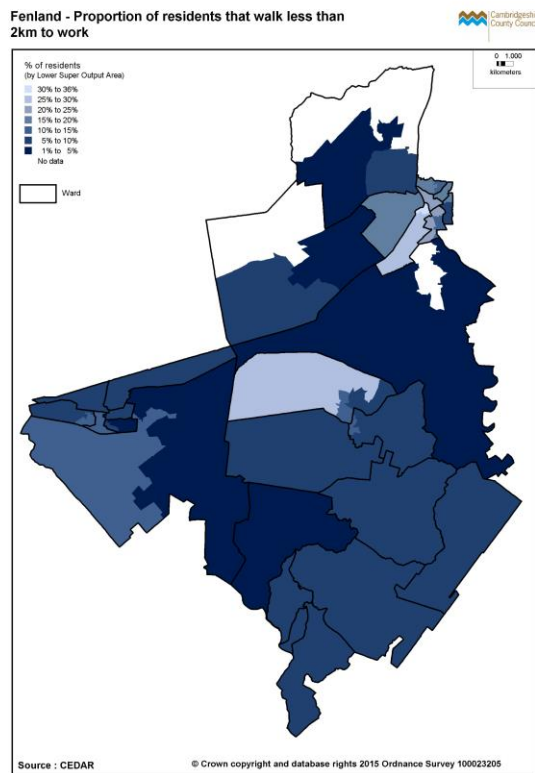 Fenland - Proportion of residents that walk less than
2km to work
Cambridgeshire
County Council
0 1.000
kilometers
% of residents
(by Lower Super Output Area)
30% to 36%
25% to 30%
20% to 25%
15% to 20%
10% to 15%
5% to 10%
1% to 5%
No data
Ward
Source : CEDAR
© Crown copyright and database rights 2015 Ordnance Survey 100023205